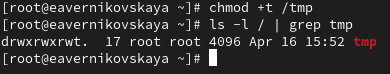 [root@eavernikovskaya ~]# chmod +t /tmp
[root@eavernikovskaya ~]# ls -l / | grep tmp
drwxrwxrwt.  17 root root 4096 Apr 16 15:52 tmp
[root@eavernikovskaya ~]#